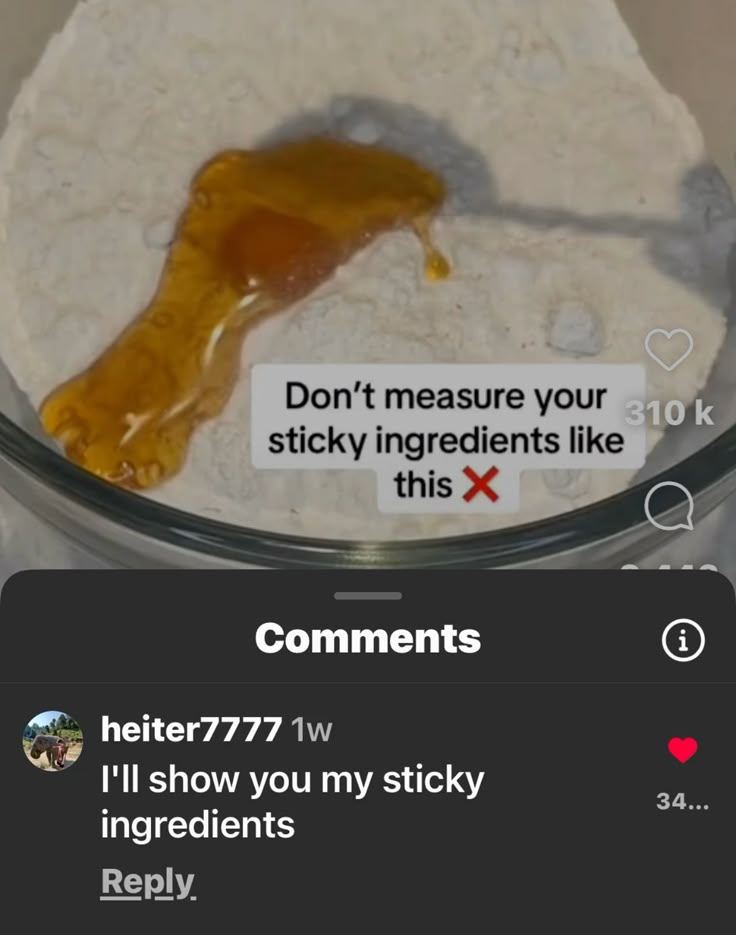 Don't measure your
sticky ingredients like
this ❌
310 k
Comments
heiter7777 1w
I'll show you my sticky
ingredients
34...
Reply